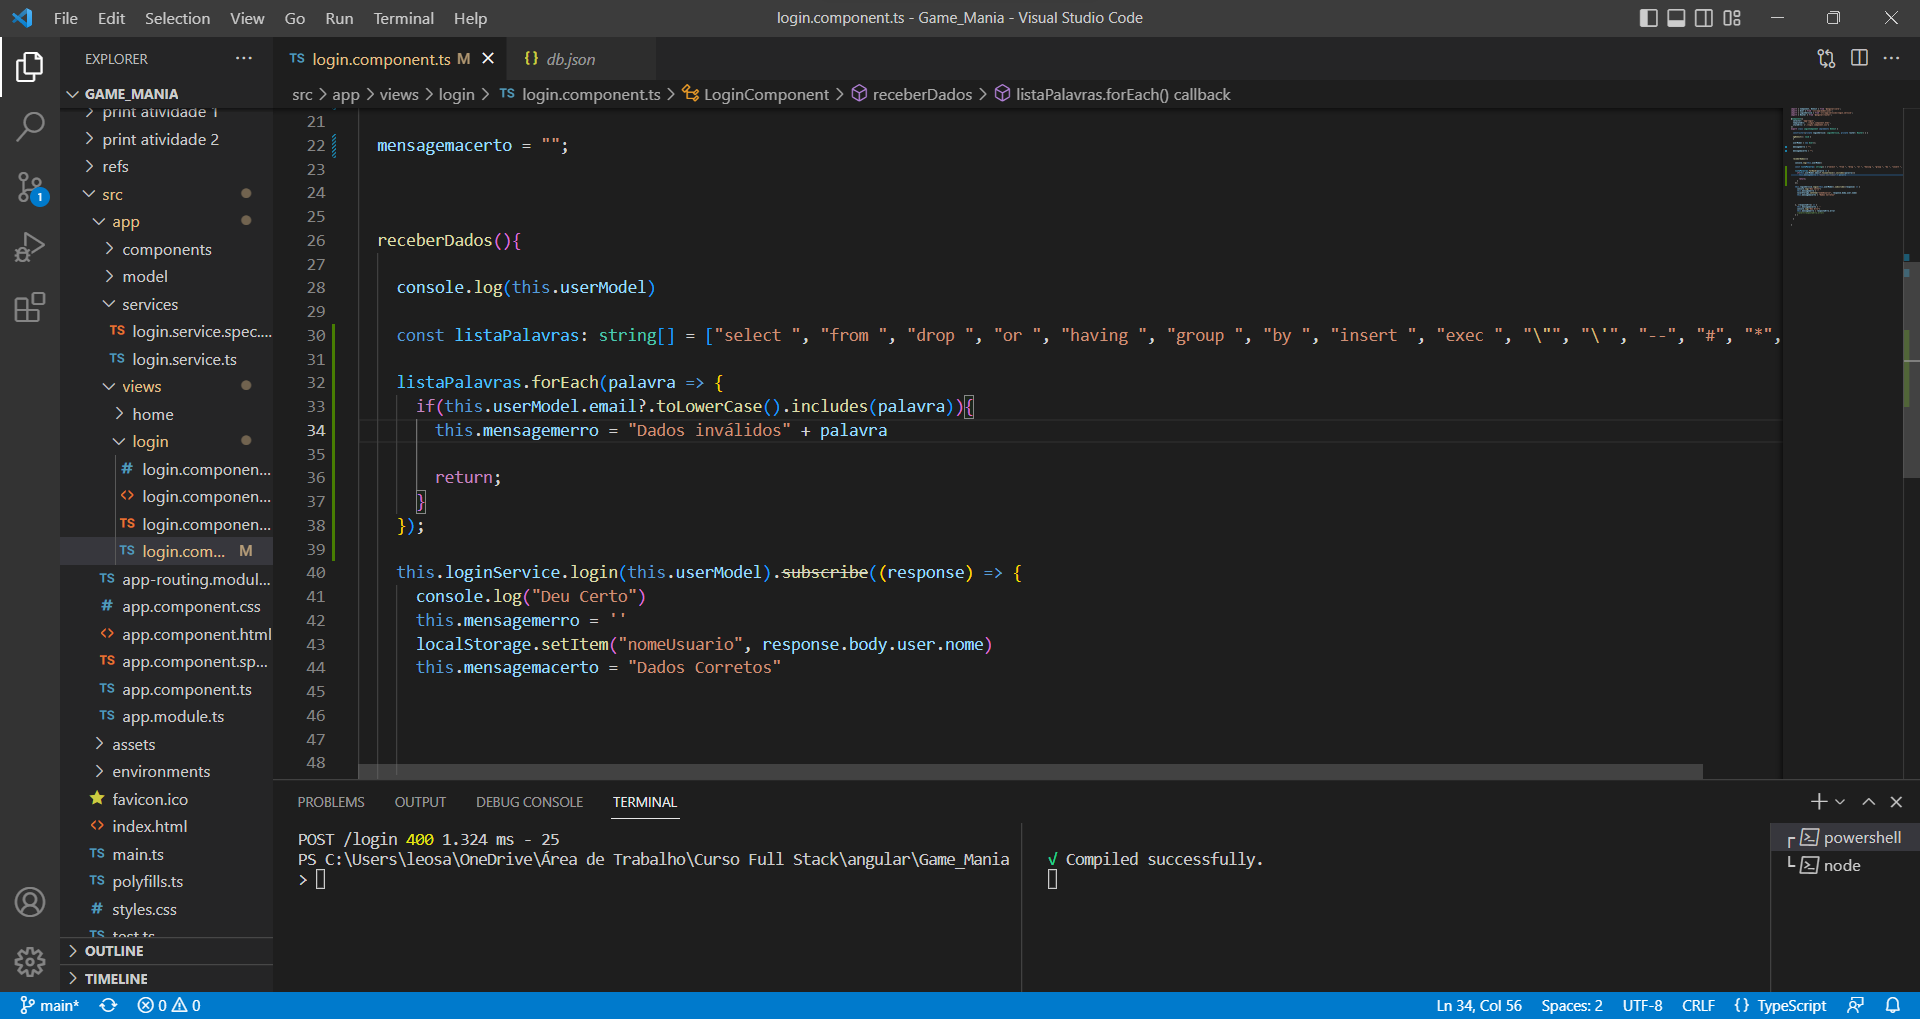 File Edit Selection View Go Run Terminal Help
login.component.ts - Game_Mania - Visual Studio Code
EXPLORER
GAME_MANIA
print atividade 1
print atividade 2
refs
src
app
components
model
services
TS login.service.spec....
TS login.service.ts
views
home
login
# login.componen...
<> login.componen...
TS login.componen...
TS login.com... M
TS app-routing.modul...
# app.component.css
<> app.component.html
TS app.component.sp...
TS app.component.ts
TS app.module.ts
assets
environments
favicon.ico
<> index.html
TS main.ts
TS polyfills.ts
# styles.css
TS test.ts
OUTLINE
TIMELINE
1
TS login.component.ts M
{} db.json
src > app > views > login > TS login.component.ts > LoginComponent > receberDados > listaPalavras.forEach() callback
21
22 mensagemacerto = "";
23
24
25
26 receberDados(){
27
28 console.log(this.userModel)
29
30 const listaPalavras: string[] = ["select ", "from ", "drop ", "or ", "having ", "group ", "by ", "insert ", "exec ", "\"", "\'", "--", "#", "*",
31
32 listaPalavras.forEach(palavra => {
33 if(this.userModel.email?.toLowerCase().includes(palavra)){
34 this.mensagemerro = "Dados inválidos" + palavra
35
36 return;
37 }
38 });
39
40 this.loginService.login(this.userModel).subscribe((response) => {
41 console.log("Deu Certo")
42 this.mensagemerro = ''
43 localStorage.setItem("nomeUsuario", response.body.user.nome)
44 this.mensagemacerto = "Dados Corretos"
45
46
47
48
PROBLEMS OUTPUT DEBUG CONSOLE TERMINAL
POST /login 400 1.324 ms - 25
PS C:\Users\leosa\OneDrive\Área de Trabalho\Curso Full Stack\angular\Game_Mania
>
√ Compiled successfully.
powershell
node
main* 0 0
Ln 34, Col 56 Spaces: 2 UTF-8 CRLF {} TypeScript